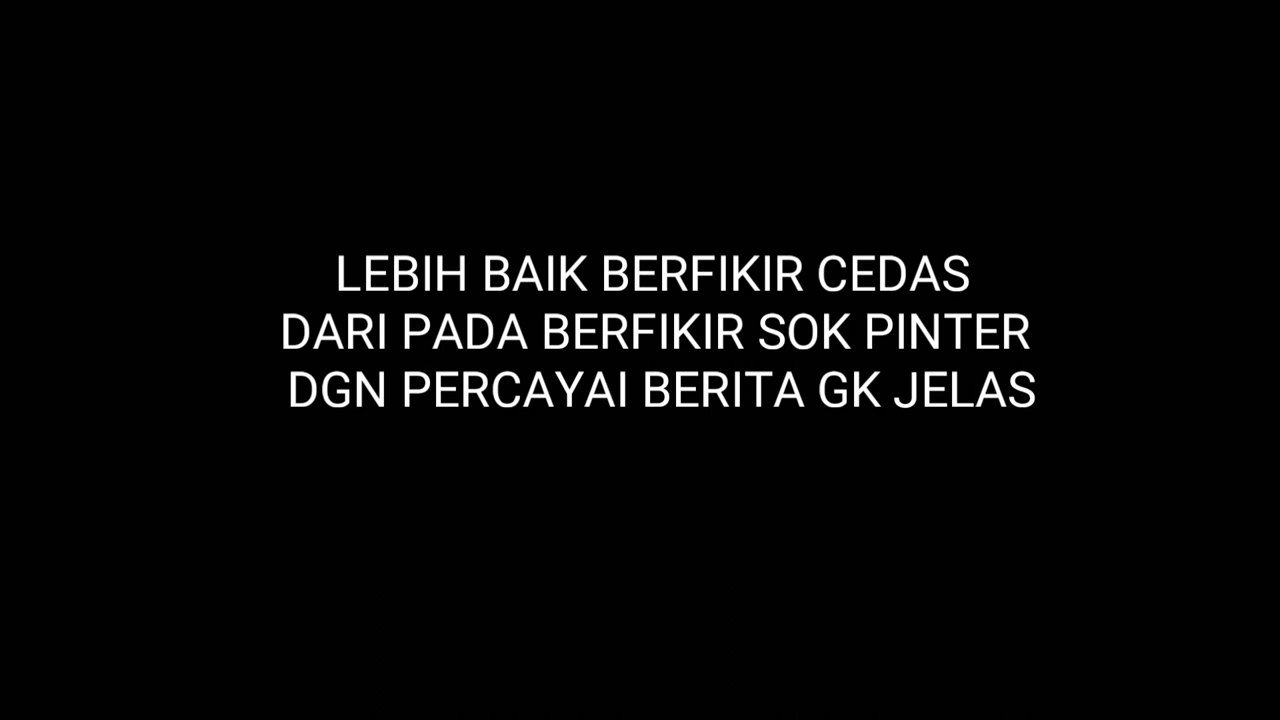 LEBIH BAIK BERFIKIR CEDAS
DARI PADA BERFIKIR SOK PINTER
DGN PERCAYAI BERITA GK JELAS